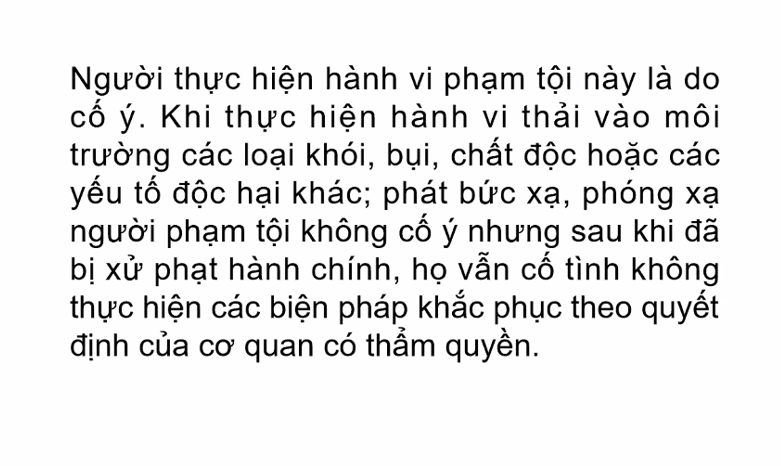 Người thực hiện hành vi phạm tội này là do
cố ý. Khi thực hiện hành vi thải vào môi
trường các loại khói, bụi, chất độc hoặc các
yếu tố độc hại khác; phát bức xạ, phóng xạ
người phạm tội không cố ý nhưng sau khi đã
bị xử phạt hành chính, họ vẫn cố tình không
thực hiện các biện pháp khắc phục theo quyết
định của cơ quan có thẩm quyền.